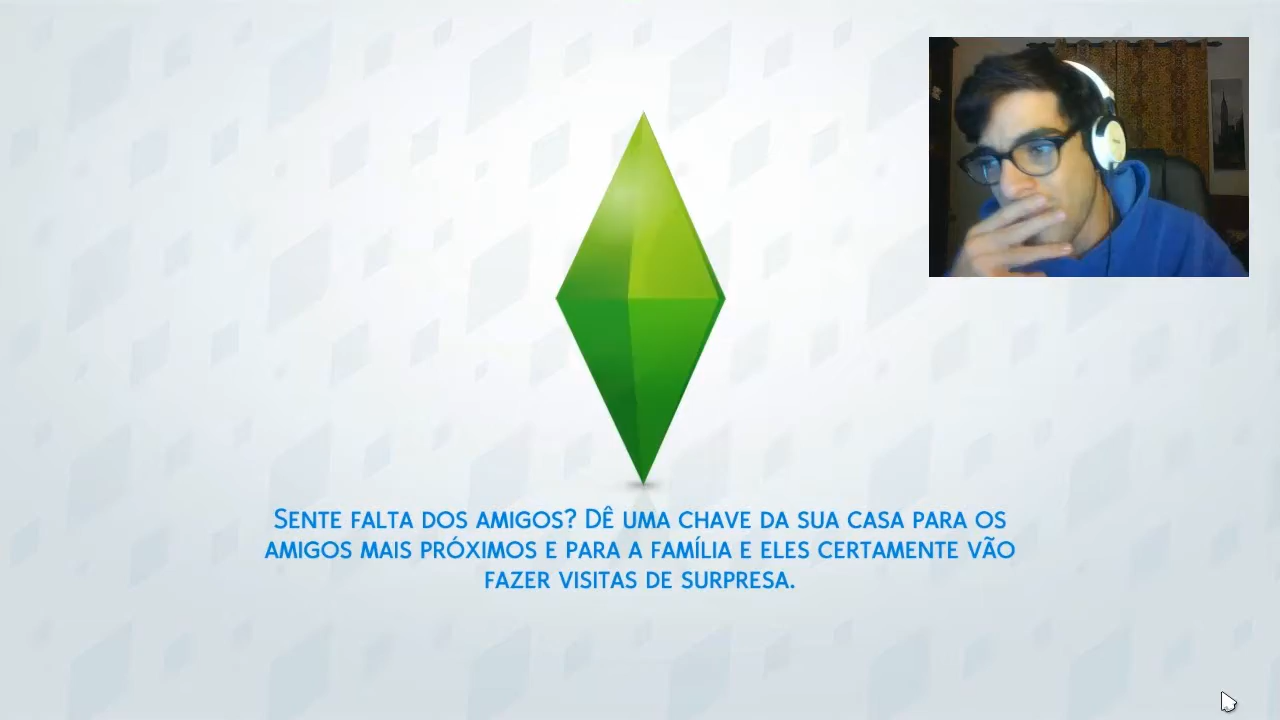 Sente falta dos amigos? Dê uma chave da sua casa para os
amigos mais próximos e para a família e eles certamente vão
fazer visitas de surpresa.